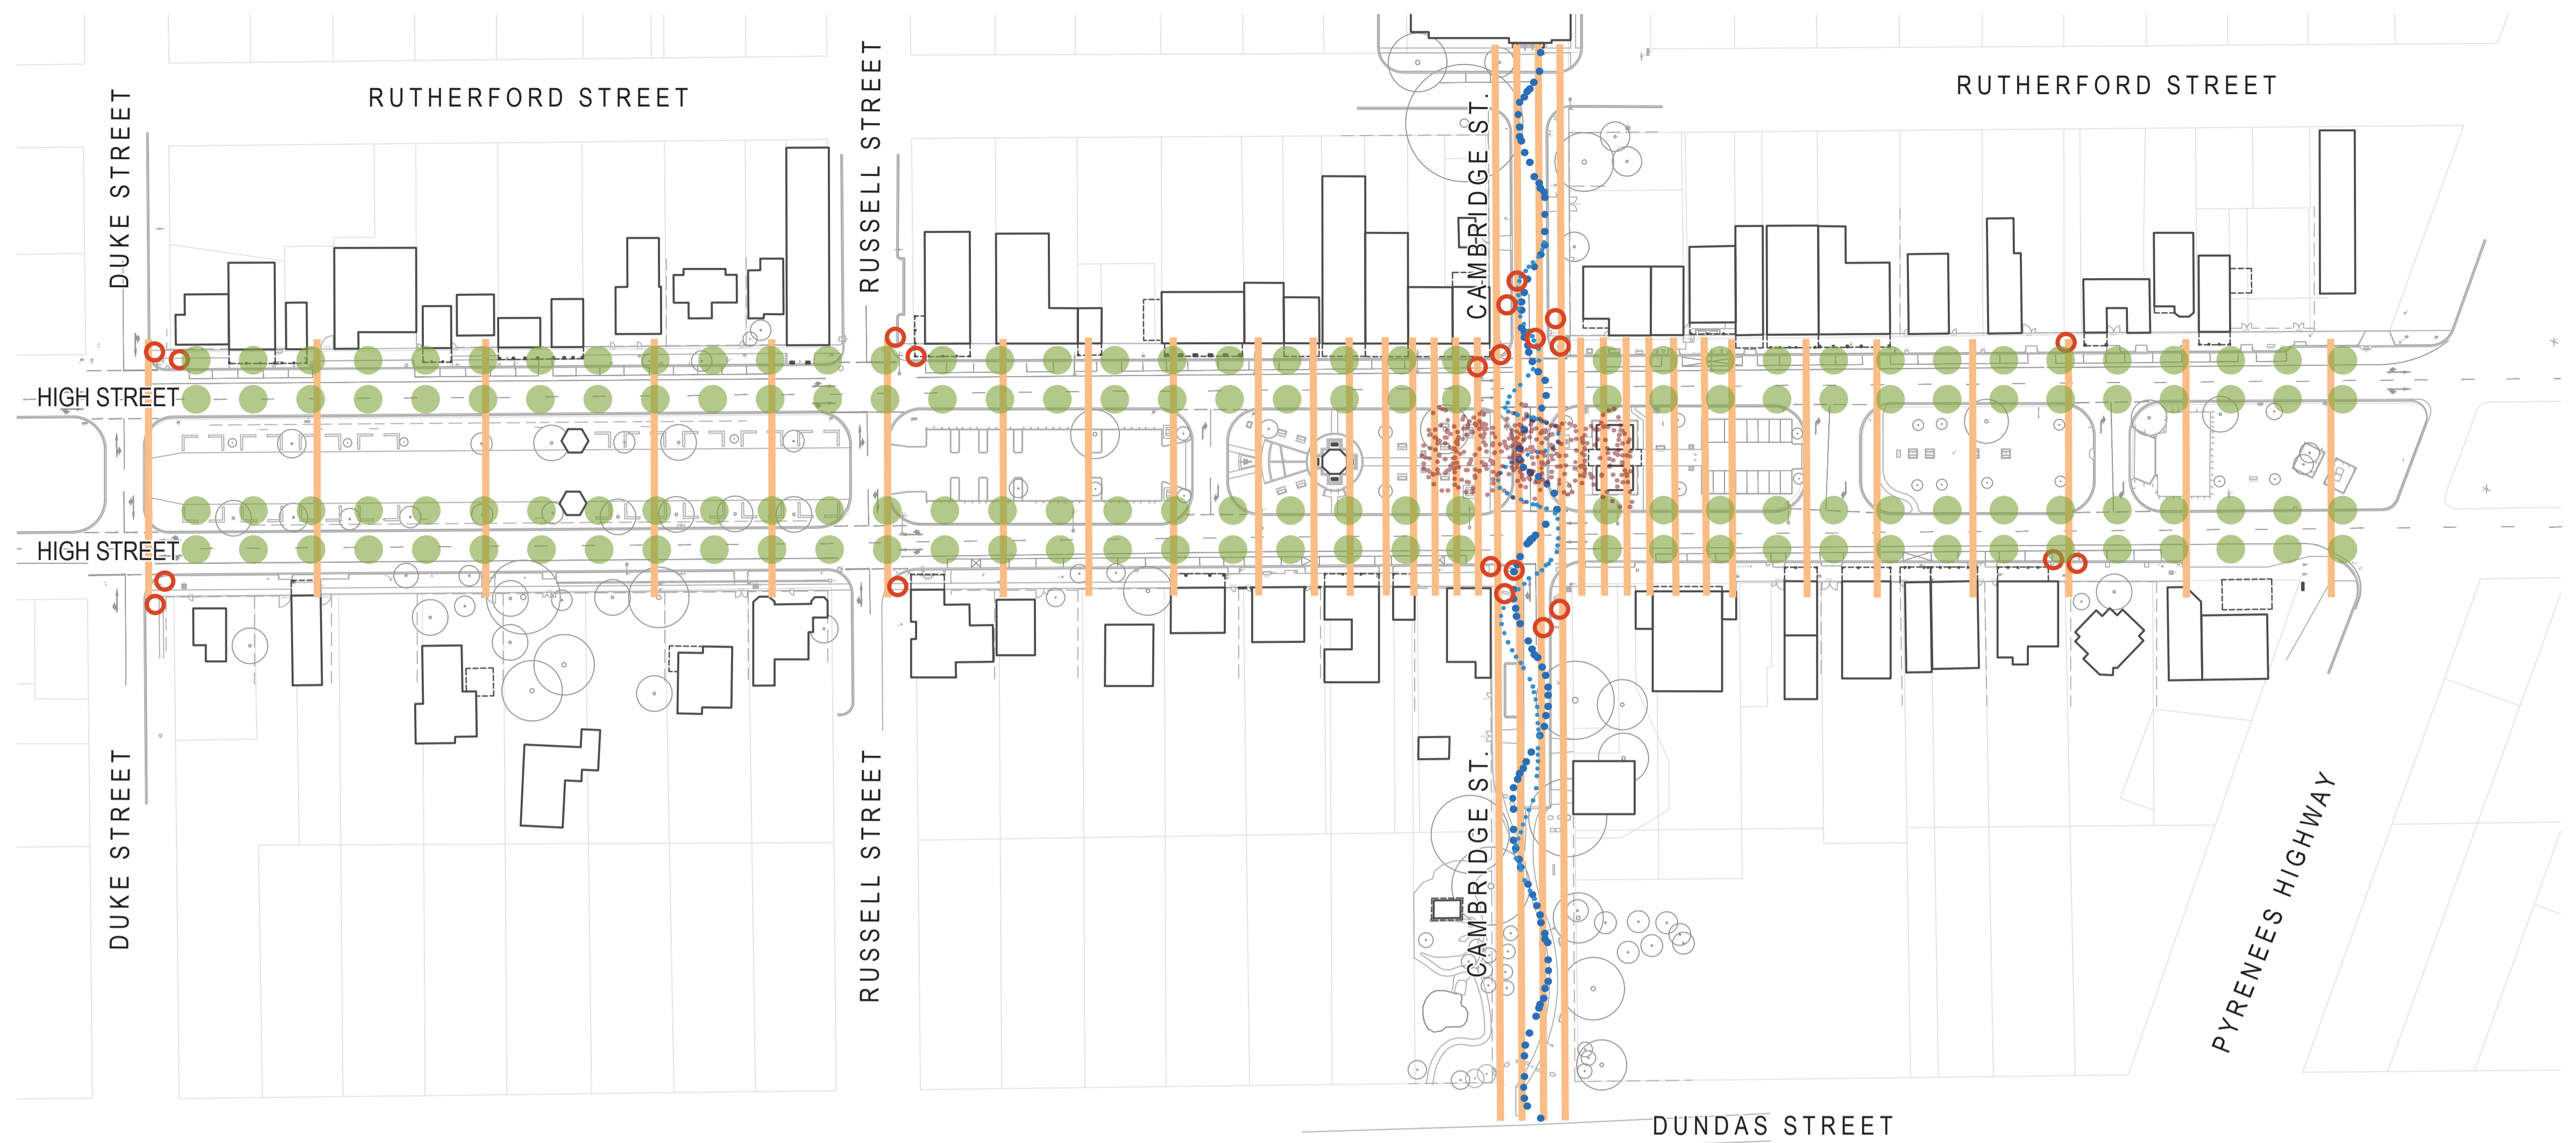 RUTHERFORD STREET
RUTHERFORD STREET
DUKE STREET
RUSSELL STREET
CAMBRIDGE ST.
HIGH STREET
HIGH STREET
DUKE STREET
RUSSELL STREET
CAMBRIDGE ST.
PYRENEES HIGHWAY
DUNDAS STREET